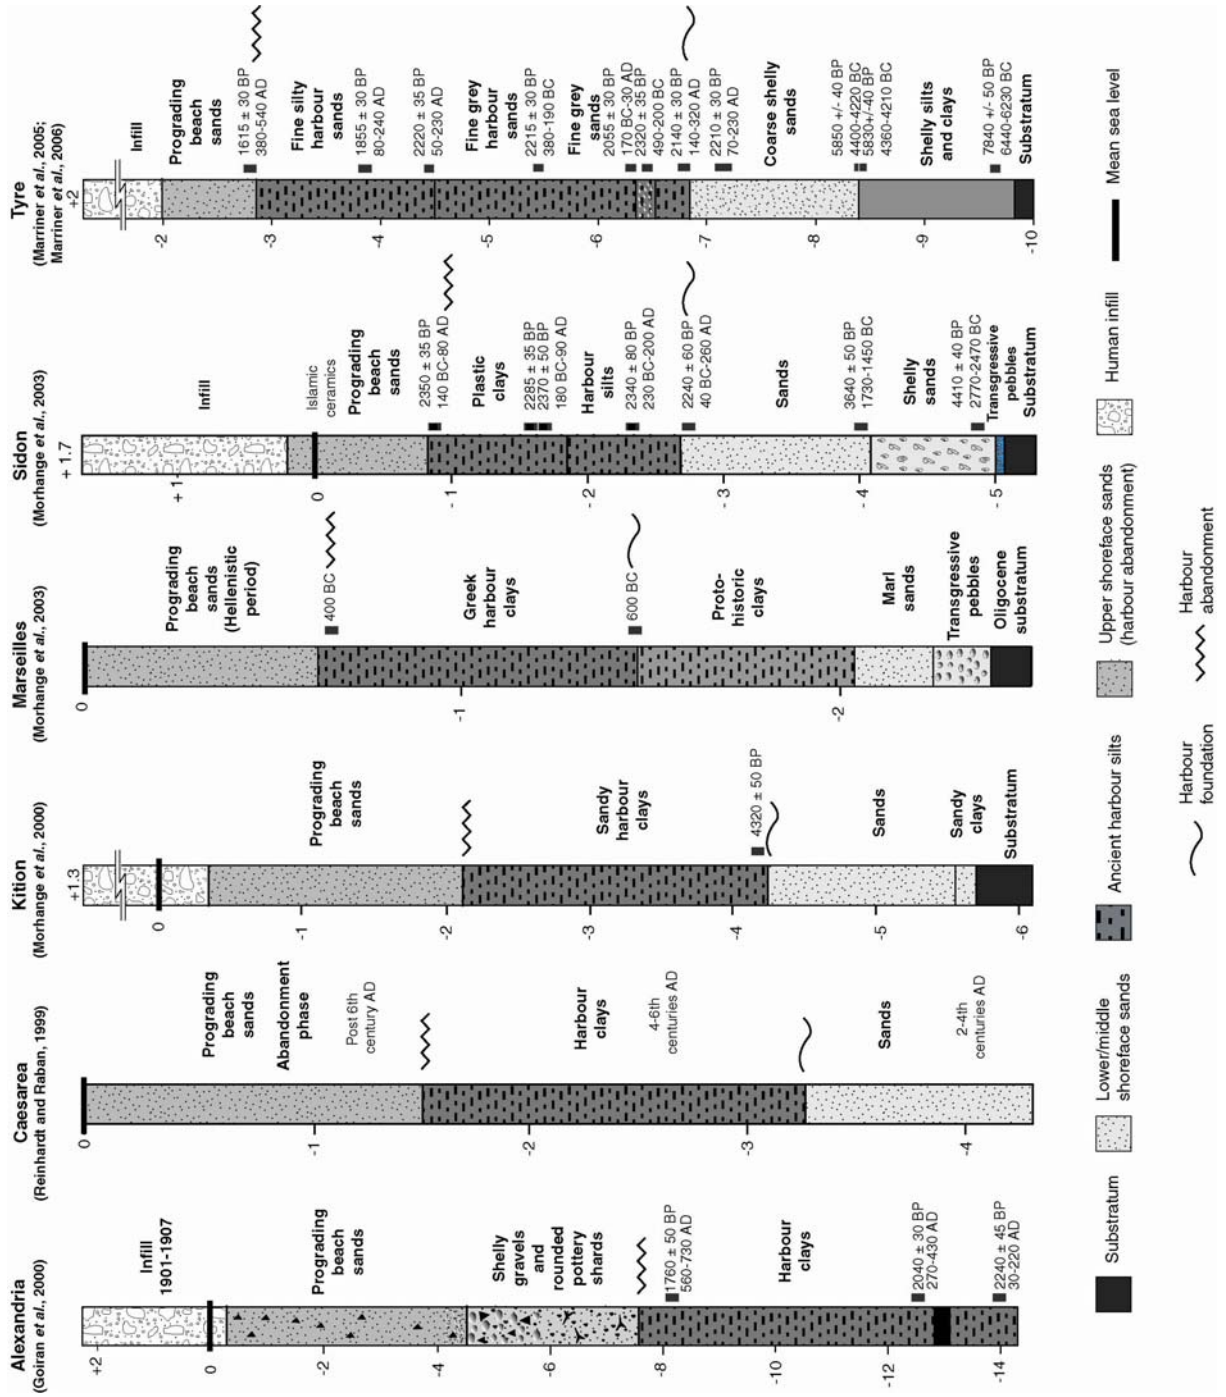 Alexandria
(Goiran et al., 2000)
+2
0
-2
-4
-6
-8
-10
-12
-14
Infill
1901-1907
Prograding
beach
sands
Shelly
gravels
and
rounded
pottery
shards
1760 ± 50 BP
560-730 AD
Harbour
clays
2040 ± 30 BP
270-430 AD
2240 ± 45 BP
30-220 AD
Caesarea
(Reinhardt and Raban, 1999)
0
-1
-2
-3
-4
Prograding
beach
sands
Abandonment
phase
Post 6th
century AD
Harbour
clays
4-6th
centuries AD
Sands
2-4th
centuries AD
Kition
(Morhange et al., 2000)
+1.3
0
-1
-2
-3
-4
-5
-6
Prograding
beach
sands
Sandy
harbour
clays
4320 ± 50 BP
Sands
Sandy
clays
Substratum
Marseilles
(Morhange et al., 2003)
0
-1
-2
Prograding
beach
sands
(Hellenistic
period)
400 BC
Greek
harbour
clays
600 BC
Proto-
historic
clays
Marl
sands
Transgressive
pebbles
Oligocene
substratum
Sidon
(Morhange et al., 2003)
+ 1.7
+ 1
0
- 1
- 2
- 3
- 4
- 5
Infill
Islamic
ceramics
Prograding
beach
sands
2350 ± 35 BP
140 BC-80 AD
Plastic
clays
2285 ± 35 BP
2370 ± 50 BP
180 BC-90 AD
Harbour
silts
2340 ± 80 BP
230 BC-200 AD
2240 ± 60 BP
40 BC-260 AD
Sands
3640 ± 50 BP
1730-1450 BC
Shelly
sands
4410 ± 40 BP
2770-2470 BC
Transgressive
pebbles
Substratum
Tyre
(Marriner et al., 2005;
Marriner et al., 2006)
+2
-2
-3
-4
-5
-6
-7
-8
-9
-10
Infill
Prograding
beach
sands
1615 ± 30 BP
380-540 AD
Fine silty
harbour
sands
1855 ± 30 BP
80-240 AD
2220 ± 35 BP
50-230 AD
Fine grey
harbour
sands
2215 ± 30 BP
380-190 BC
Fine grey
sands
2055 ± 30 BP
170 BC-30 AD
2320 ± 35 BP
490-200 BC
2140 ± 30 BP
140-320 AD
2210 ± 30 BP
70-230 AD
Coarse shelly
sands
5850 +/- 40 BP
4400-4220 BC
5830+/-40 BP
4360-4210 BC
Shelly silts
and clays
7840 +/- 50 BP
6440-6230 BC
Substratum
Substratum
Lower/middle
shoreface sands
Ancient harbour silts
Upper shoreface sands
(harbour abandonment)
Human infill
Mean sea level
Harbour
foundation
Harbour
abandonment